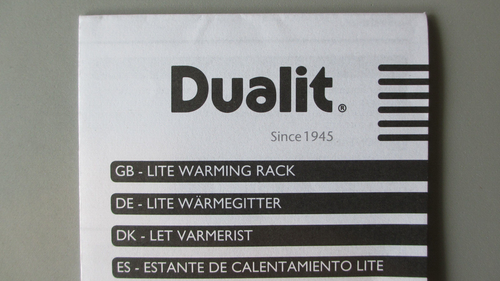 Dualit®
Since 1945
GB - LITE WARMING RACK
DE - LITE WÄRMEGITTER
DK - LET VARMERIST
ES - ESTANTE DE CALENTAMIENTO LITE